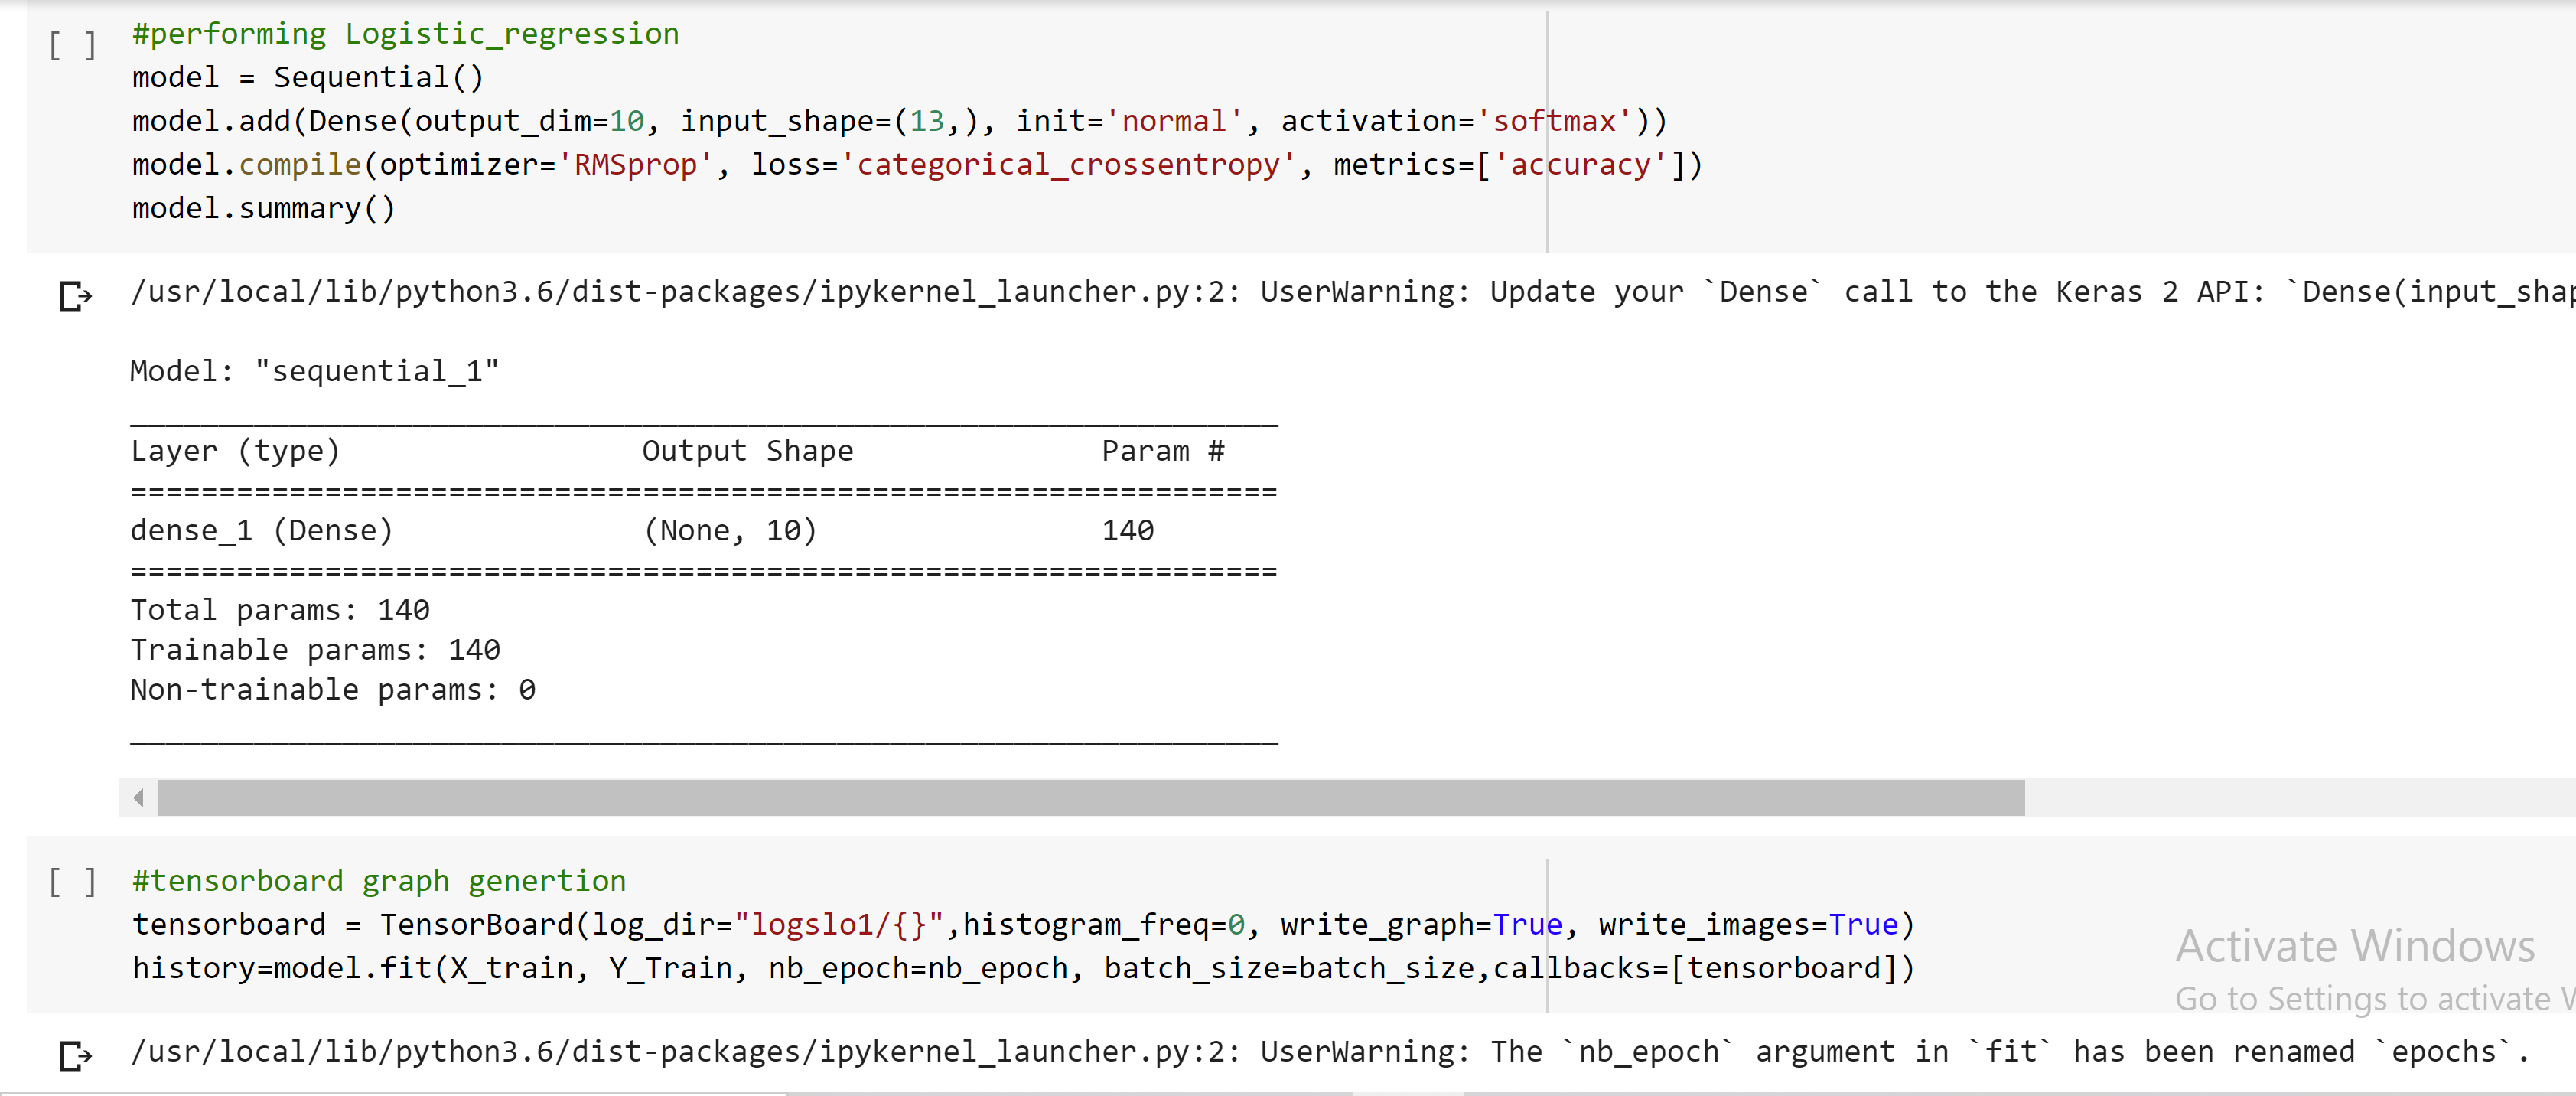 [ ]
#performing Logistic_regression
model = Sequential()
model.add(Dense(output_dim=10, input_shape=(13,), init='normal', activation='softmax'))
model.compile(optimizer='RMSprop', loss='categorical_crossentropy', metrics=['accuracy'])
model.summary()
/usr/local/lib/python3.6/dist-packages/ipykernel_launcher.py:2: UserWarning: Update your `Dense` call to the Keras 2 API: `Dense(input_shap
Model: "sequential_1"
_________________________________________________________________
Layer (type)                 Output Shape              Param #
=================================================================
dense_1 (Dense)              (None, 10)                140
=================================================================
Total params: 140
Trainable params: 140
Non-trainable params: 0
_________________________________________________________________
[ ]
#tensorboard graph genertion
tensorboard = TensorBoard(log_dir="logslo1/{}",histogram_freq=0, write_graph=True, write_images=True)
history=model.fit(X_train, Y_Train, nb_epoch=nb_epoch, batch_size=batch_size,callbacks=[tensorboard])
Activate Windows
Go to Settings to activate W
/usr/local/lib/python3.6/dist-packages/ipykernel_launcher.py:2: UserWarning: The `nb_epoch` argument in `fit` has been renamed `epochs`.